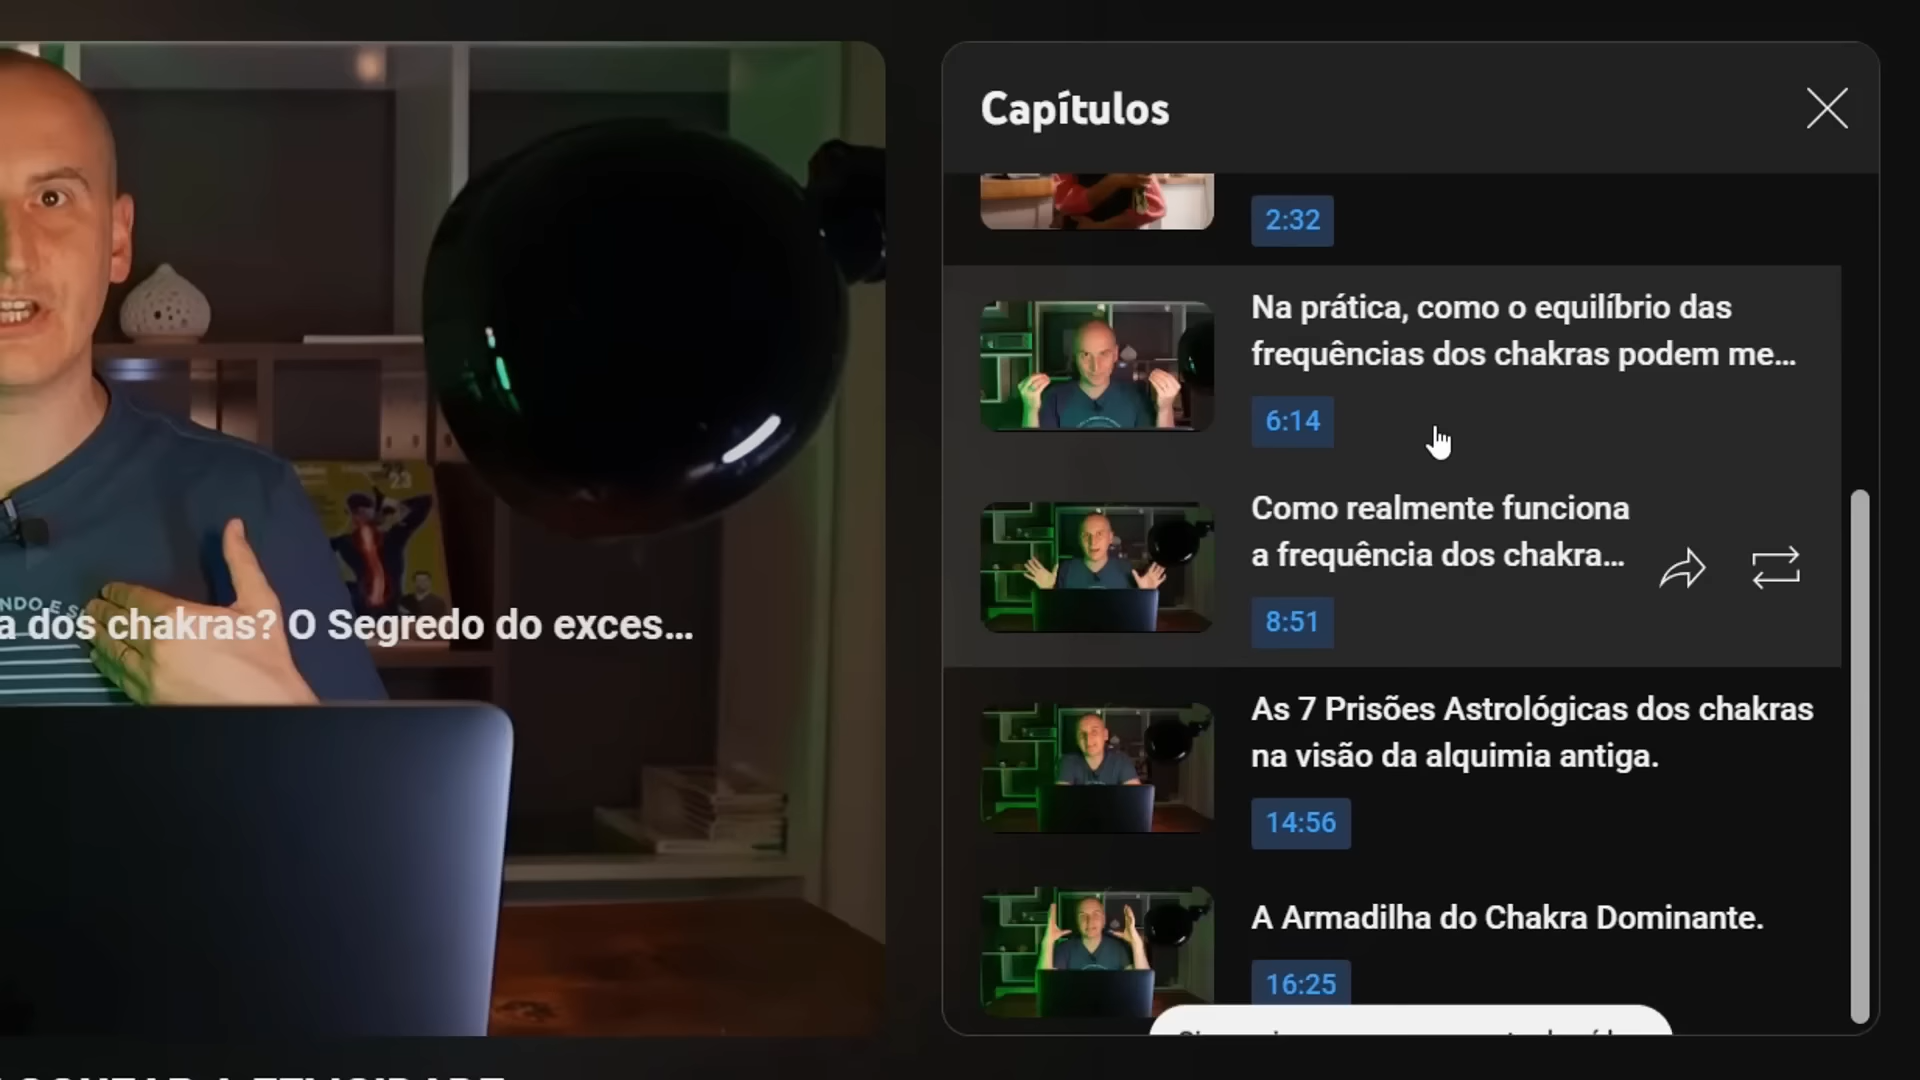 Capítulos
2:32
Na prática, como o equilíbrio das
frequências dos chakras podem me...
6:14
Como realmente funciona
a frequência dos chakra...
8:51
As 7 Prisões Astrológicas dos chakras
na visão da alquimia antiga.
14:56
A Armadilha do Chakra Dominante.
16:25
a dos chakras? O Segredo do exces...
23